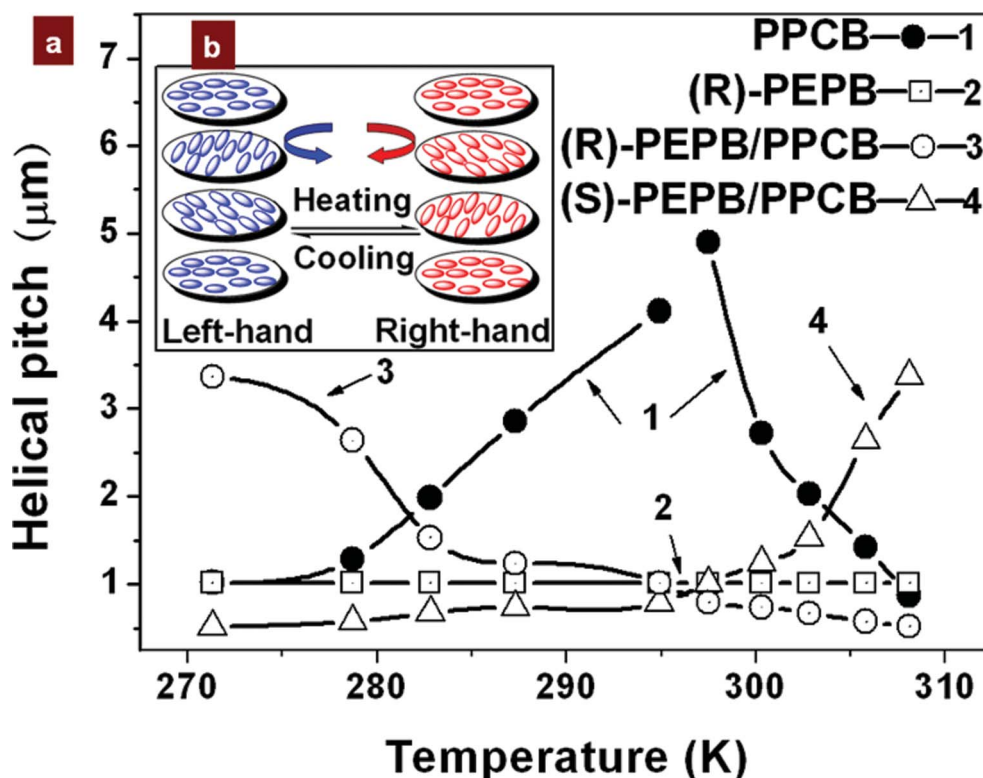 a
b
7
6
5
4
3
2
1
Helical pitch (μm)
PPCB 1
(R)-PEPB 2
(R)-PEPB/PPCB 3
(S)-PEPB/PPCB 4
Heating
Cooling
Left-hand Right-hand
3
1
4
2
270 280 290 300 310
Temperature (K)